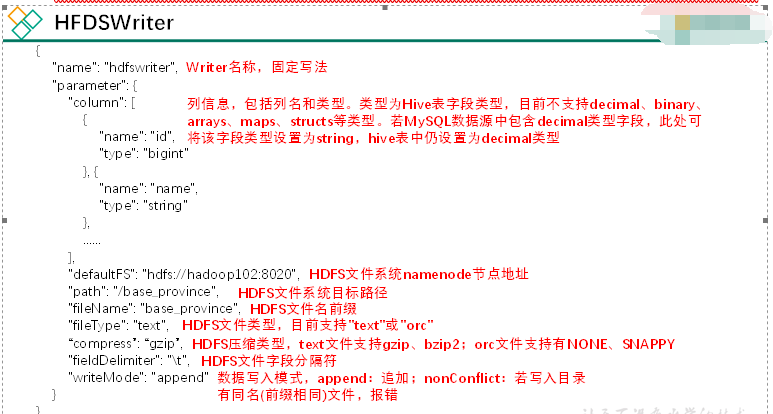 HFDSWriter
{
"name": "hdfswriter", Writer名称，固定写法
"parameter": {
"column": [ 列信息，包括列名和类型。类型为Hive表字段类型，目前不支持decimal、binary、
{ arrays、maps、structs等类型。若MySQL数据源中包含decimal类型字段，此处可
"name": "id", 将该字段类型设置为string，hive表中仍设置为decimal类型
"type": "bigint"
}, {
"name": "name",
"type": "string"
},
......
],
"defaultFS": "hdfs://hadoop102:8020", HDFS文件系统namenode节点地址
"path": "/base_province", HDFS文件系统目标路径
"fileName": "base_province", HDFS文件名前缀
"fileType": "text", HDFS文件类型，目前支持"text"或"orc"
“compress”: “gzip”, HDFS压缩类型，text文件支持gzip、bzip2；orc文件支持有NONE、SNAPPY
"fieldDelimiter": "\t", HDFS文件字段分隔符
"writeMode": "append" 数据写入模式，append：追加；nonConflict：若写入目录
} 有同名(前缀相同)文件，报错
}